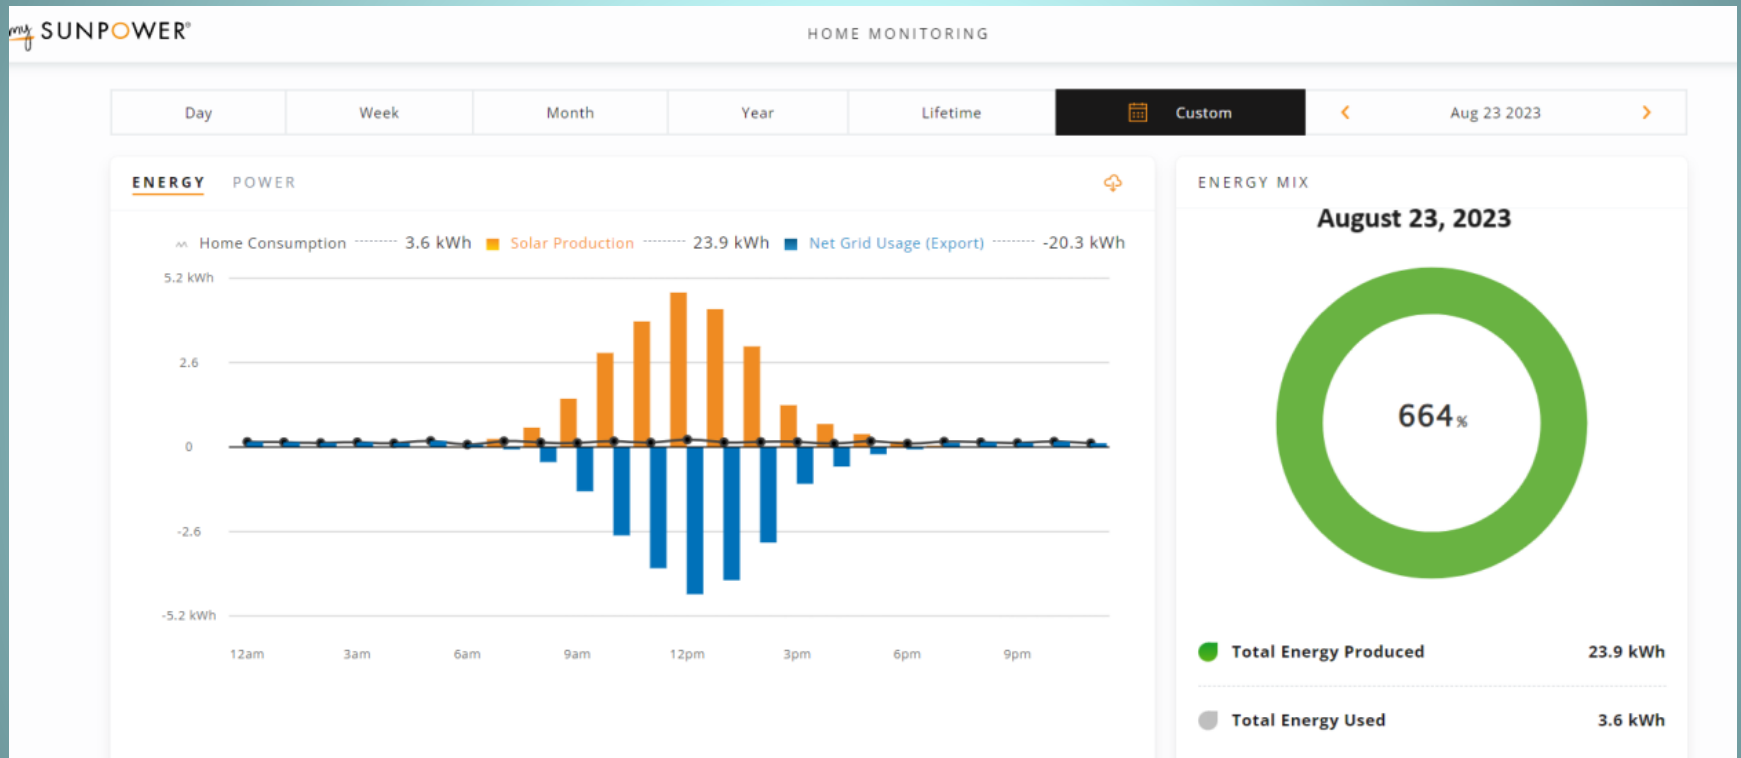 my SUNPOWER®
HOME MONITORING
Day Week Month Year Lifetime Custom Aug 23 2023
ENERGY POWER
ENERGY MIX
August 23, 2023
Home Consumption 3.6 kWh Solar Production 23.9 kWh Net Grid Usage (Export) -20.3 kWh
5.2 kWh
2.6
0
-2.6
-5.2 kWh
12am 3am 6am 9am 12pm 3pm 6pm 9pm
664%
Total Energy Produced 23.9 kWh
Total Energy Used 3.6 kWh